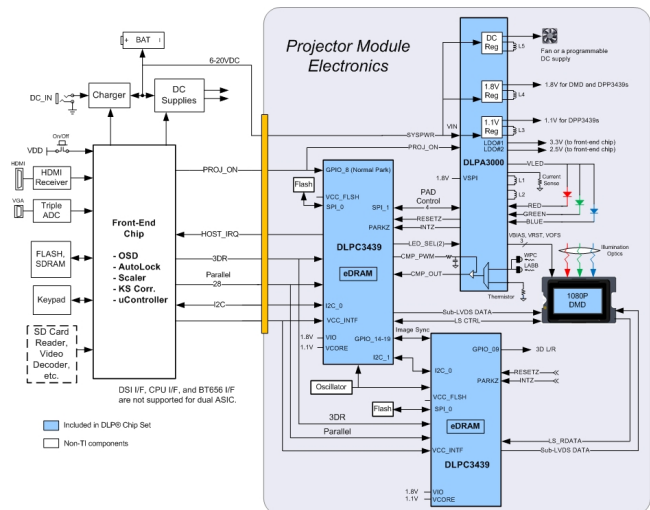 BAT
Projector Module
Electronics
6-20VDC
DC_IN
Charger
DC
Supplies
DC
Reg
L5
Fan or a programmable
DC supply
1.8V
Reg
L4
1.8V for DMD and DPP3439s
1.1V
Reg
L3
1.1V for DPP3439s
LDO#1
3.3V (to front-end chip)
LDO#2
2.5V (to front-end chip)
VIN
SYSPWR
On/Off
VDD
PROJ_ON
PROJ_ON
GPIO_8 (Normal Park)
DLPA3000
VLED
HDMI
HDMI
Receiver
Flash
VCC_FLSH
SPI_0
1.8V
VSPI
L1
Current
Sense
L2
VGA
Triple
ADC
SPI_1
PAD
Control
RED
GREEN
BLUE
Front-End
Chip
- OSD
- AutoLock
- Scaler
- KS Corr.
- uController
HOST_IRQ
PARKZ
RESETZ
INTZ
VBIAS, VRST, VOFS
3
Illumination
Optics
DLPC3439
LED_SEL(2)
CMP_PWM
CMP_OUT
WPC
LABB
Thermistor
FLASH,
SDRAM
3DR
Parallel
28
eDRAM
1080P
DMD
Keypad
I2C
I2C_0
VCC_INTF
Sub-LVDS DATA
LS CTRL
SD Card
Reader,
Video
Decoder,
etc.
1.8V
VIO
1.1V
VCORE
GPIO_14-19
Image Sync
I2C_1
GPIO_09
3D L/R
DSI I/F, CPU I/F, and BT656 I/F
are not supported for dual ASIC.
Oscillator
I2C_0
RESETZ
PARKZ
INTZ
VCC_FLSH
Flash
SPI_0
Included in DLP® Chip Set
Non-TI components
3DR
Parallel
eDRAM
LS_RDATA
VCC_INTF
Sub-LVDS DATA
DLPC3439
1.8V
VIO
1.1V
VCORE